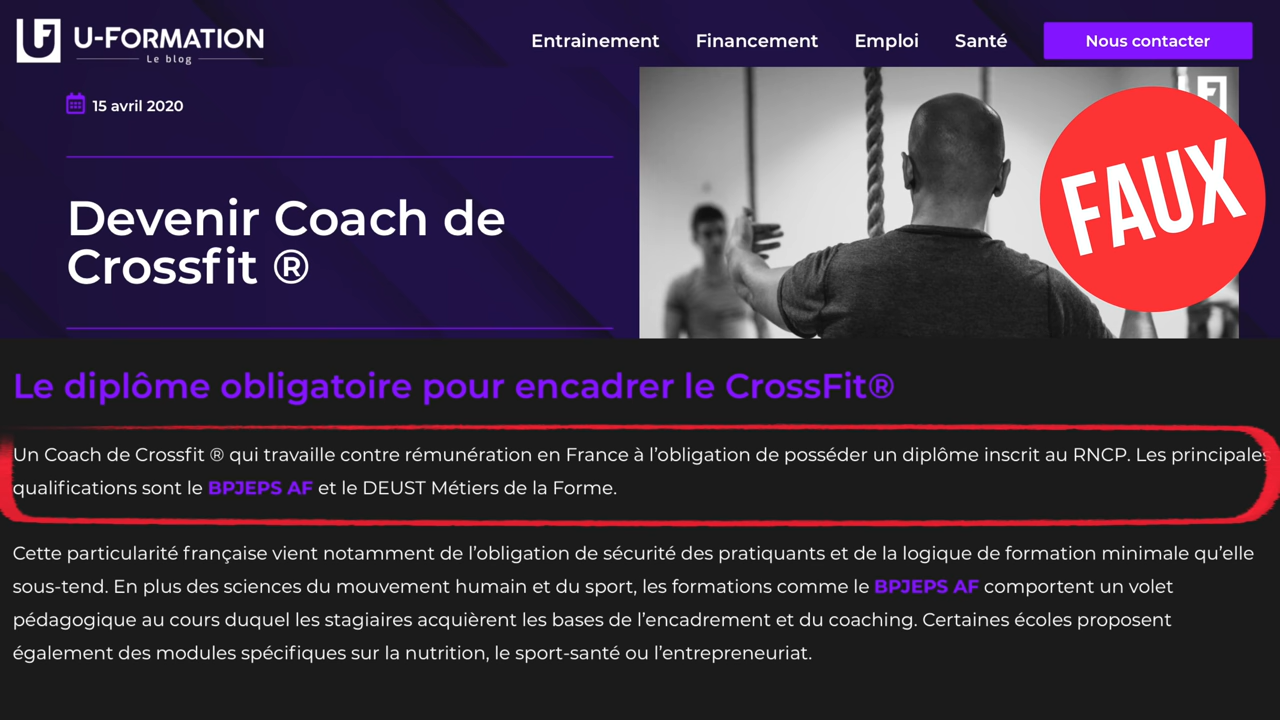 U-FORMATION
Le blog
Entrainement
Financement
Emploi
Santé
Nous contacter
15 avril 2020
Devenir Coach de
Crossfit ®
FAUX
Le diplôme obligatoire pour encadrer le CrossFit®
Un Coach de Crossfit ® qui travaille contre rémunération en France à l’obligation de posséder un diplôme inscrit au RNCP. Les principales
qualifications sont le BPJEPS AF et le DEUST Métiers de la Forme.
Cette particularité française vient notamment de l’obligation de sécurité des pratiquants et de la logique de formation minimale qu’elle
sous-tend. En plus des sciences du mouvement humain et du sport, les formations comme le BPJEPS AF comportent un volet
pédagogique au cours duquel les stagiaires acquièrent les bases de l’encadrement et du coaching. Certaines écoles proposent
également des modules spécifiques sur la nutrition, le sport-santé ou l’entrepreneuriat.